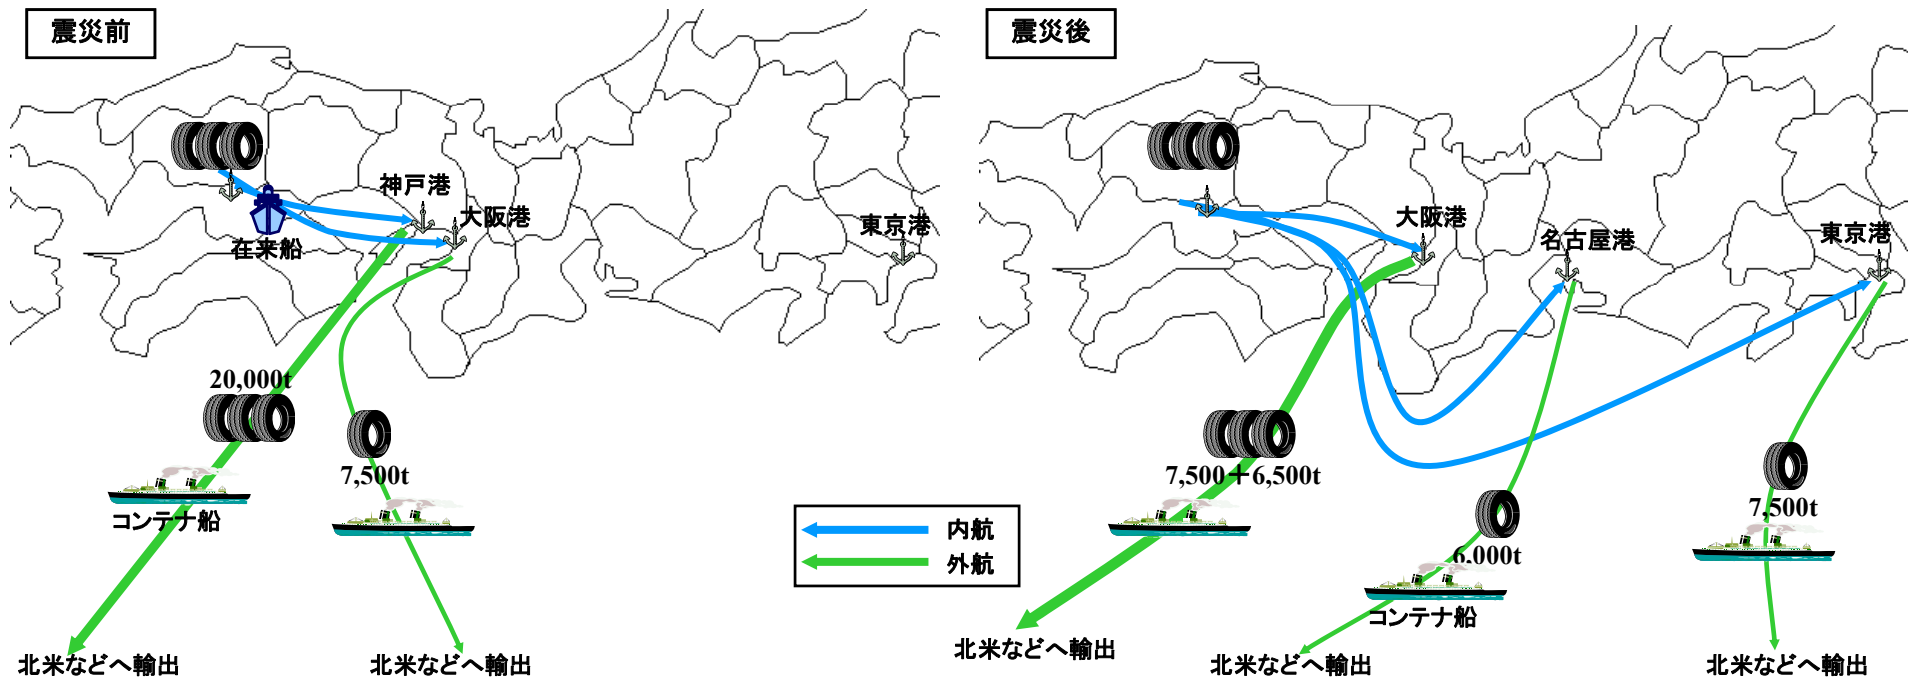 震災前
神戸港
大阪港
東京港
在来船
20,000t
7,500t
コンテナ船
北米などへ輸出
北米などへ輸出
内航
外航
震災後
大阪港
名古屋港
東京港
7,500＋6,500t
6,000t
7,500t
コンテナ船
北米などへ輸出
北米などへ輸出
北米などへ輸出